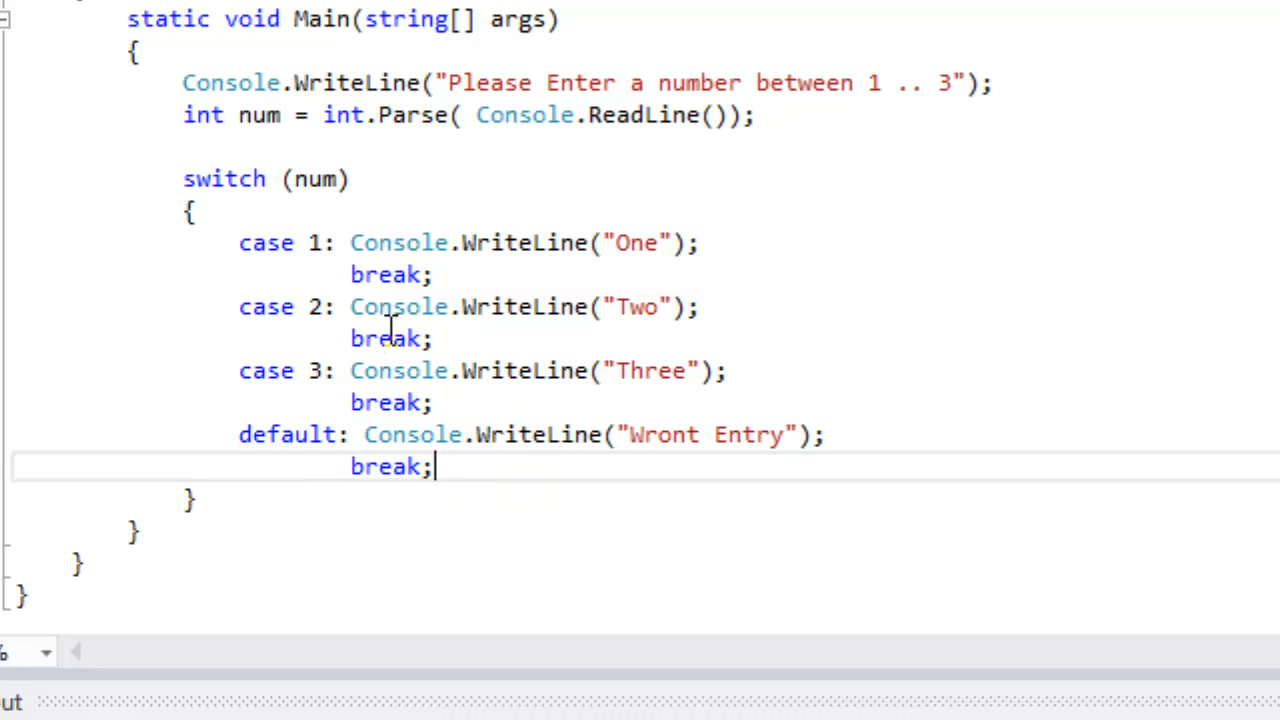 static void Main(string[] args)
{
Console.WriteLine("Please Enter a number between 1 .. 3");
int num = int.Parse( Console.ReadLine());
switch (num)
{
case 1: Console.WriteLine("One");
break;
case 2: Console.WriteLine("Two");
break;
case 3: Console.WriteLine("Three");
break;
default: Console.WriteLine("Wront Entry");
break;
}
}
}
}
%
ut